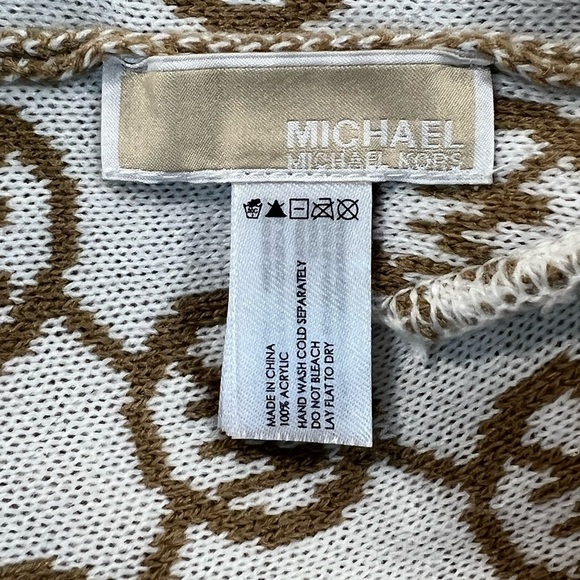 MICHAEL
MICHAEL KORS
MADE IN CHINA
100% ACRYLIC
HAND WASH COLD SEPARATELY
DO NOT BLEACH
LAY FLAT TO DRY